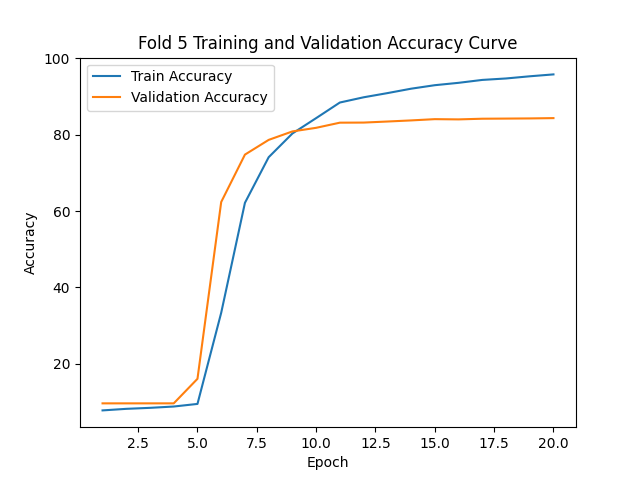 Fold 5 Training and Validation Accuracy Curve
Train Accuracy
Validation Accuracy
Accuracy
100
80
60
40
20
2.5 5.0 7.5 10.0 12.5 15.0 17.5 20.0
Epoch